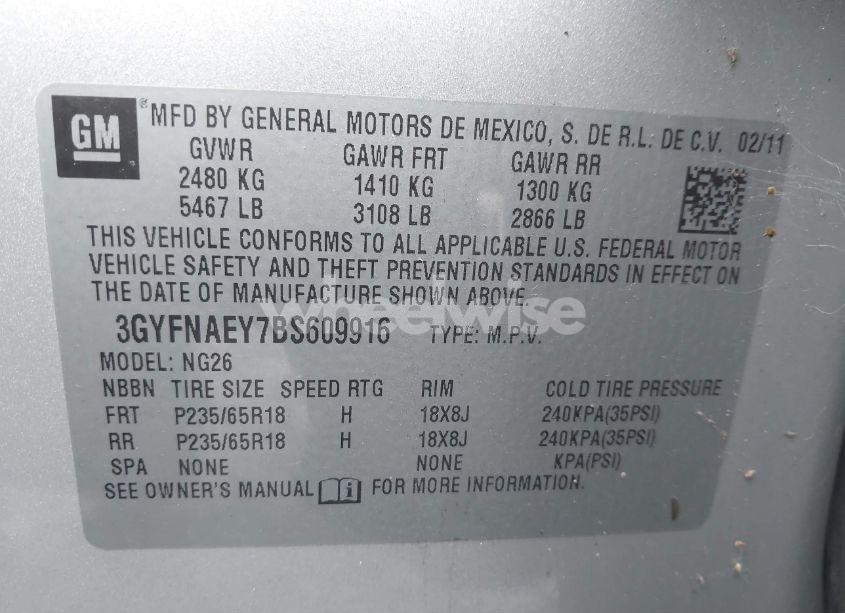 GM
® MFD BY GENERAL MOTORS DE MEXICO, S. DE R.L. DE C.V. 02/11
GVWR GAWR FRT GAWR RR
2480 KG 1410 KG 1300 KG
5467 LB 3108 LB 2866 LB
THIS VEHICLE CONFORMS TO ALL APPLICABLE U.S. FEDERAL MOTOR
VEHICLE SAFETY AND THEFT PREVENTION STANDARDS IN EFFECT ON
THE DATE OF MANUFACTURE SHOWN ABOVE.
wheelwise
3GYFNAEY7BS609916 TYPE: M.P.V.
MODEL: NG26
NBBN TIRE SIZE SPEED RTG RIM COLD TIRE PRESSURE
FRT P235/65R18 H 18X8J 240KPA(35PSI)
RR P235/65R18 H 18X8J 240KPA(35PSI)
SPA NONE NONE KPA(PSI)
SEE OWNER'S MANUAL i FOR MORE INFORMATION.